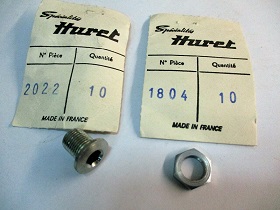 Spécialités
Huret
N° Pièce
Quantité
2022
10
MADE IN FRANCE
Spécialités
Huret
N° Pièce
Quantité
1804
10
MADE IN FRANCE